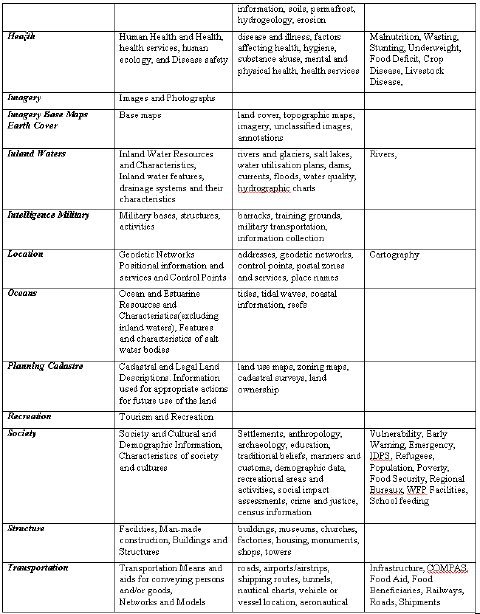 information, soils, permafrost,
hydrogeology, erosion
Health
Human Health and Health,
health services, human
ecology, and Disease safety
disease and illness, factors
affecting health, hygiene,
substance abuse, mental and
physical health, health services
Malnutrition, Wasting,
Stunting, Underweight,
Food Deficit, Crop
Disease, Livestock
Disease,
Imagery
Images and Photographs
Imagery Base Maps
Earth Cover
Base maps
land cover, topographic maps,
imagery, unclassified images,
annotations
Inland Waters
Inland Water Resources
and Characteristics,
Inland water features,
drainage systems and their
characteristics
rivers and glaciers, salt lakes,
water utilisation plans, dams,
currents, floods, water quality,
hydrographic charts
Rivers,
Intelligence Military
Military bases, structures,
activities
barracks, training grounds,
military transportation,
information collection
Location
Geodetic Networks
Positional information and
services and Control Points
addresses, geodetic networks,
control points, postal zones
and services, place names
Cartography
Oceans
Ocean and Estuarine
Resources and
Characteristics(excluding
inland waters), Features
and characteristics of salt
water bodies
tides, tidal waves, coastal
information, reefs
Planning Cadastre
Cadastral and Legal Land
Descriptions. Information
used for appropriate actions
for future use of the land
land use maps, zoning maps,
cadastral surveys, land
ownership
Recreation
Tourism and Recreation
Society
Society and Cultural and
Demographic Information,
Characteristics of society
and cultures
Settlements, anthropology,
archaeology, education,
traditional beliefs, manners and
customs, demographic data,
recreational areas and
activities, social impact
assessments, crime and justice,
census information
Vulnerability, Early
Warning, Emergency,
IDPS, Refugees,
Population, Poverty,
Food Security, Regional
Bureaux, WFP Facilities,
School feeding
Structure
Facilities, Man-made
construction, Buildings and
Structures
buildings, museums, churches,
factories, housing, monuments,
shops, towers
Transportation
Transportation Means and
aids for conveying persons
and/or goods,
Networks and Models
roads, airports/airstrips,
shipping routes, tunnels,
nautical charts, vehicle or
vessel location, aeronautical
Infrastructure, COMPAS,
Food Aid, Food
Beneficiaries, Railways,
Roads, Shipments